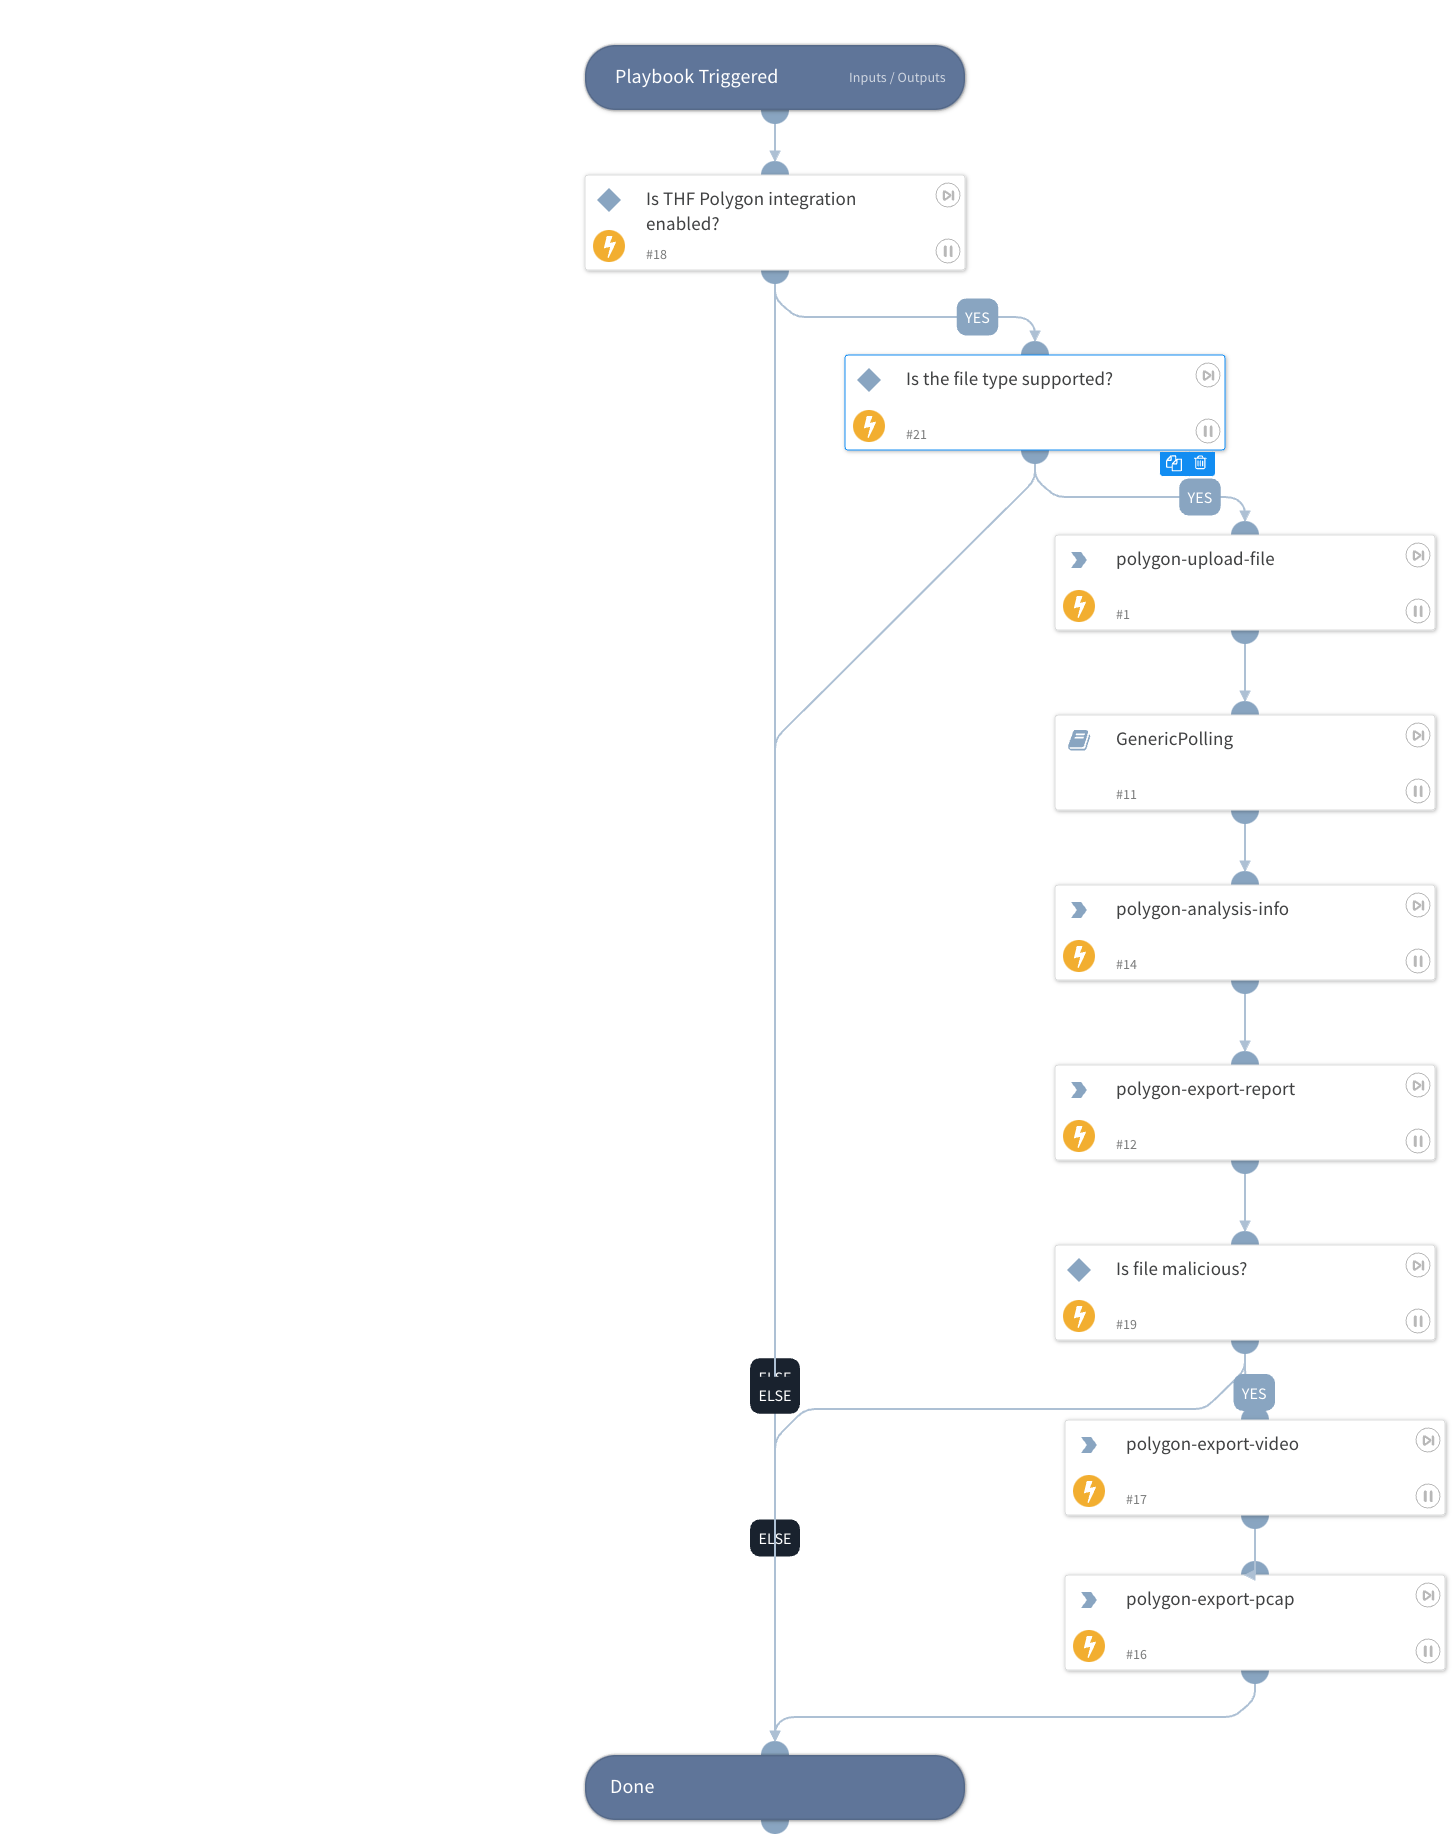 Playbook Triggered Inputs / Outputs
Is THF Polygon integration
enabled?
#18
YES
Is the file type supported?
#21
YES
polygon-upload-file
#1
GenericPolling
#11
polygon-analysis-info
#14
polygon-export-report
#12
Is file malicious?
#19
ELSE
ELSE
YES
polygon-export-video
#17
ELSE
polygon-export-pcap
#16
Done